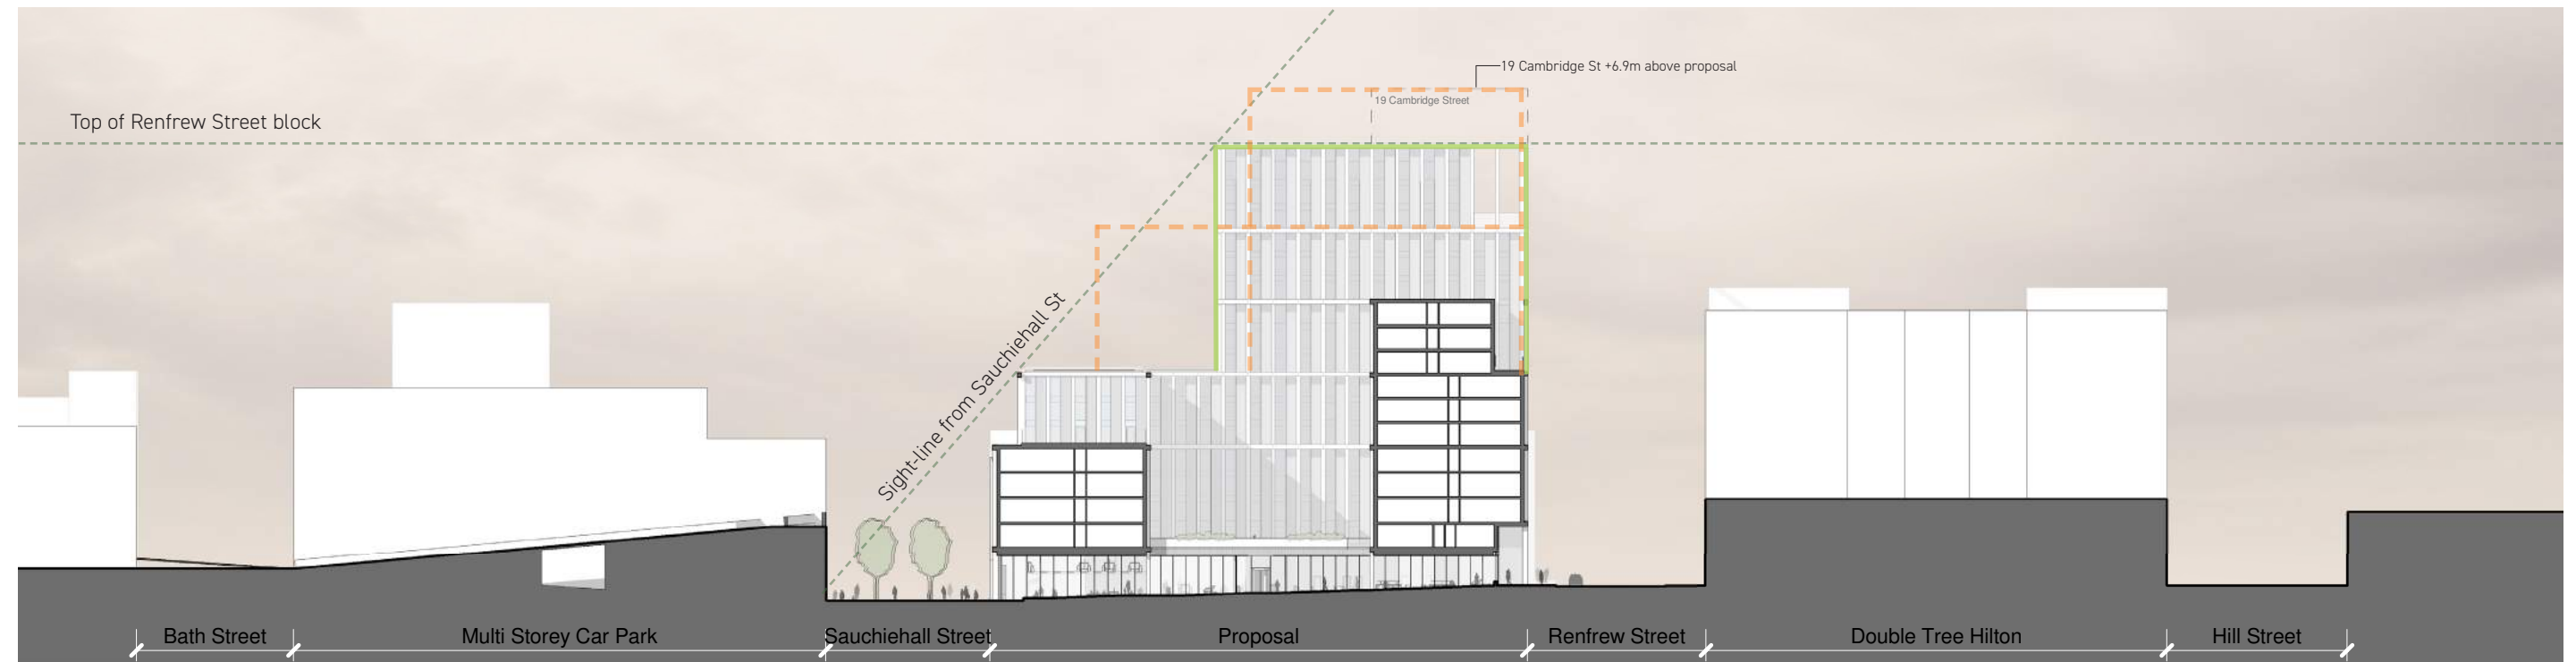 19 Cambridge St +6.9m above proposal
19 Cambridge Street
Top of Renfrew Street block
Sight-line from Sauchiehall St
Bath Street
Multi Storey Car Park
Sauchiehall Street
Proposal
Renfrew Street
Double Tree Hilton
Hill Street